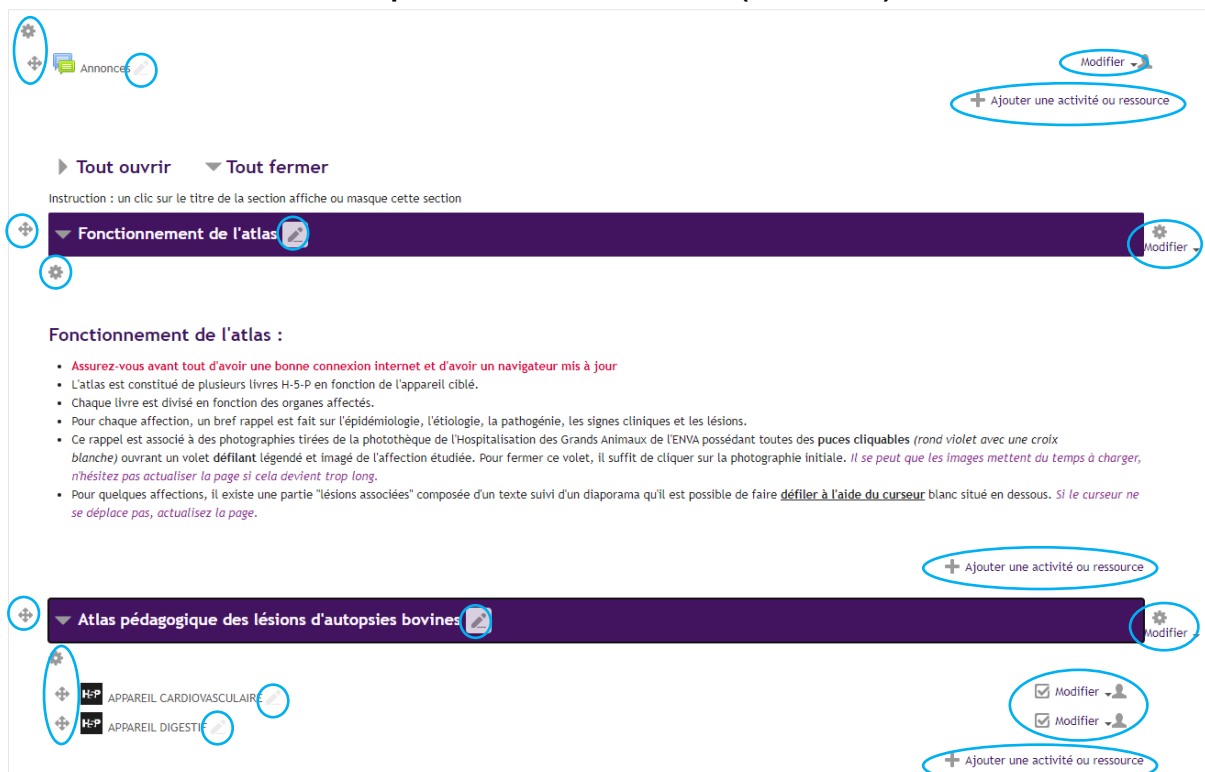 Annonces
Modifier
Ajouter une activité ou ressource
Tout ouvrir Tout fermer
Instruction : un clic sur le titre de la section affiche ou masque cette section
Fonctionnement de l'atlas
Modifier
Fonctionnement de l'atlas :
• Assurez-vous avant tout d'avoir une bonne connexion internet et d'avoir un navigateur mis à jour
• L'atlas est constitué de plusieurs livres H-5-P en fonction de l'appareil ciblé.
• Chaque livre est divisé en fonction des organes affectés.
• Pour chaque affection, un bref rappel est fait sur l'épidémiologie, l'étiologie, la pathogénie, les signes cliniques et les lésions.
• Ce rappel est associé à des photographies tirées de la photothèque de l'Hospitalisation des Grands Animaux de l'ENVA possédant toutes des puces cliquables (rond violet avec une croix
blanche) ouvrant un volet défilant légendé et imagé de l'affection étudiée. Pour fermer ce volet, il suffit de cliquer sur la photographie initiale. Il se peut que les images mettent du temps à charger,
n'hésitez pas actualiser la page si cela devient trop long.
• Pour quelques affections, il existe une partie "lésions associées" composée d'un texte suivi d'un diaporama qu'il est possible de faire défiler à l'aide du curseur blanc situé en dessous. Si le curseur ne
se déplace pas, actualisez la page.
Ajouter une activité ou ressource
Atlas pédagogique des lésions d'autopsies bovines
Modifier
H5P APPAREIL CARDIOVASCULAIRE Modifier
H5P APPAREIL DIGESTIF Modifier
Ajouter une activité ou ressource